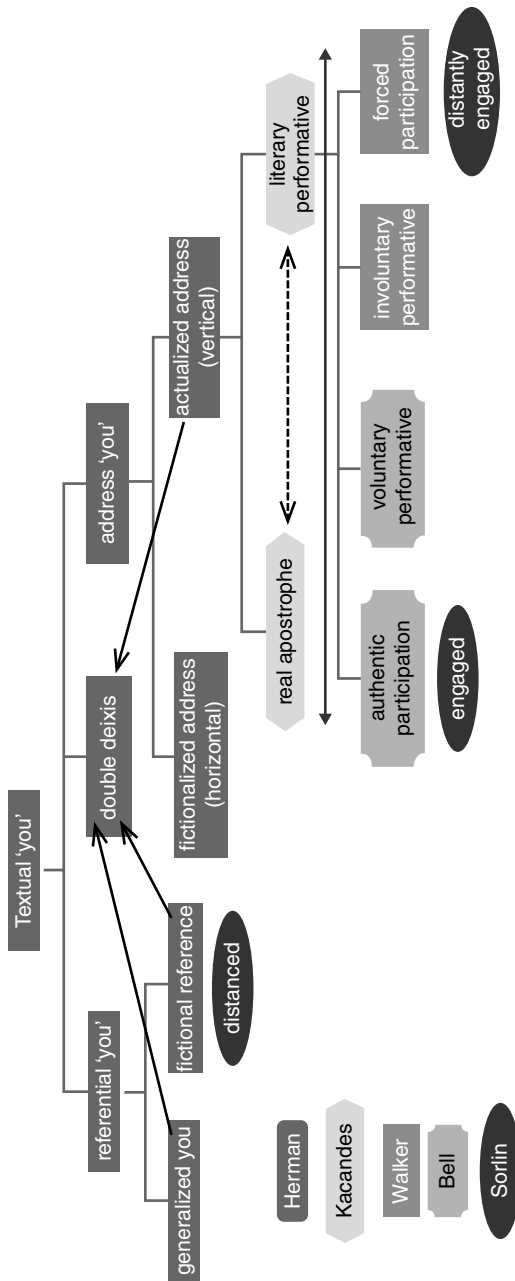 Textual ‘you’
referential ‘you’
double deixis
address ‘you’
generalized you
fictional reference
fictionalized address
(horizontal)
actualized address
(vertical)
distanced
real apostrophe
literary
performative
authentic
participation
voluntary
performative
involuntary
performative
forced
participation
engaged
distantly
engaged
Herman
Kacandes
Walker
Bell
Sorlin